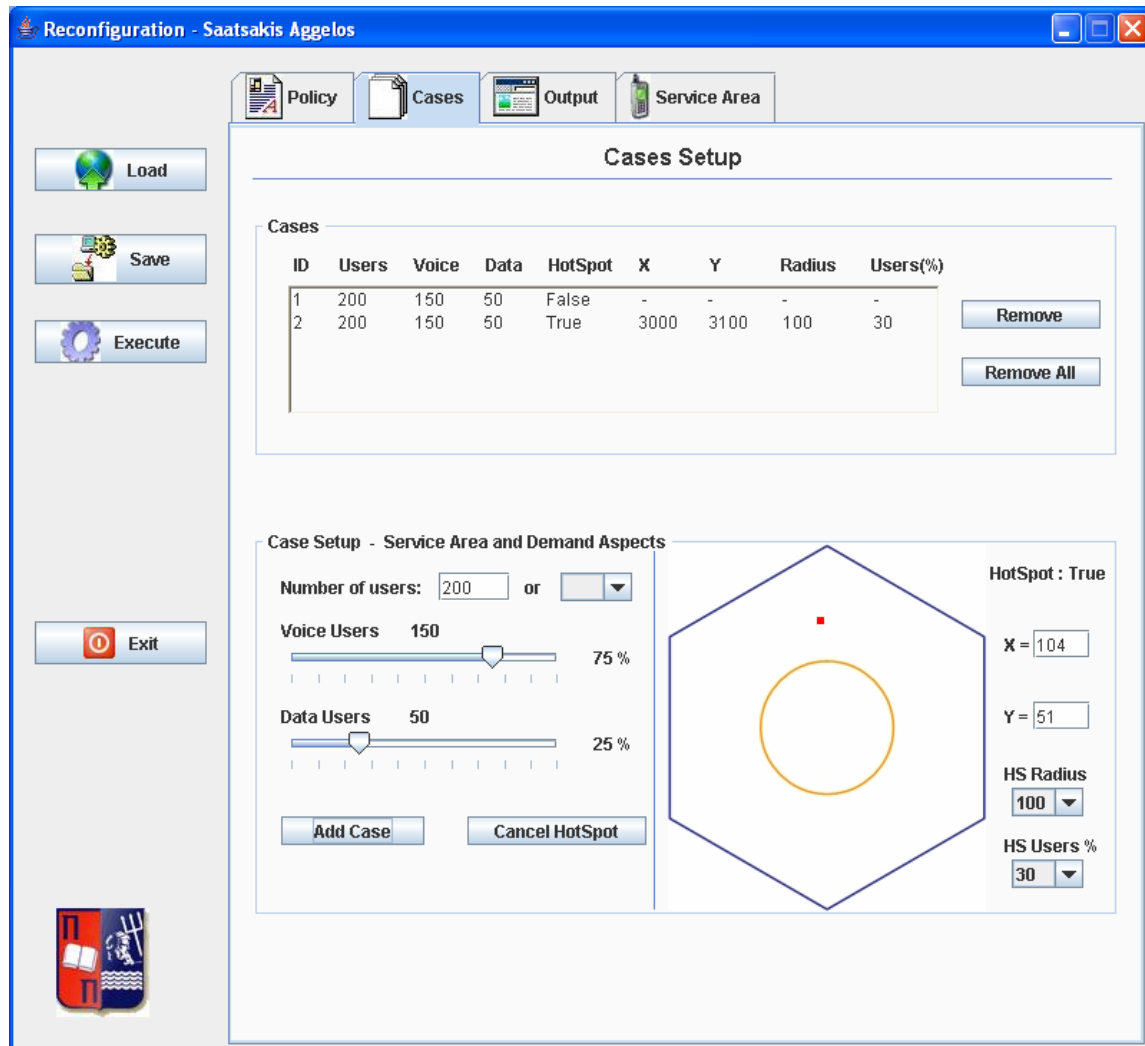 Reconfiguration - Saatsakis Aggelos
Policy Cases Output Service Area
Load
Save
Execute
Exit
Cases Setup
Cases
ID Users Voice Data HotSpot X Y Radius Users(%)
1 200 150 50 False - - - -
2 200 150 50 True 3000 3100 100 30
Remove
Remove All
Case Setup - Service Area and Demand Aspects
Number of users: 200 or
Voice Users 150
75 %
Data Users 50
25 %
Add Case Cancel HotSpot
HotSpot : True
X = 104
Y = 51
HS Radius
100
HS Users %
30
Π
Π